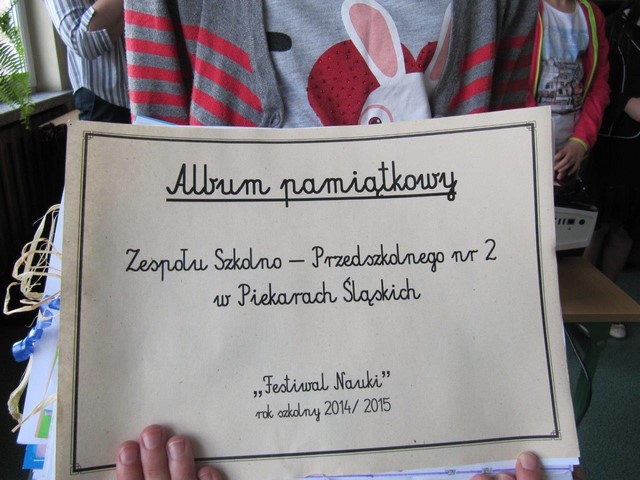 Album pamiątkowy
Zespołu Szkolno – Przedszkolnego nr 2
w Piekarach Śląskich
„Festiwal Nauki”
rok szkolny 2014/ 2015